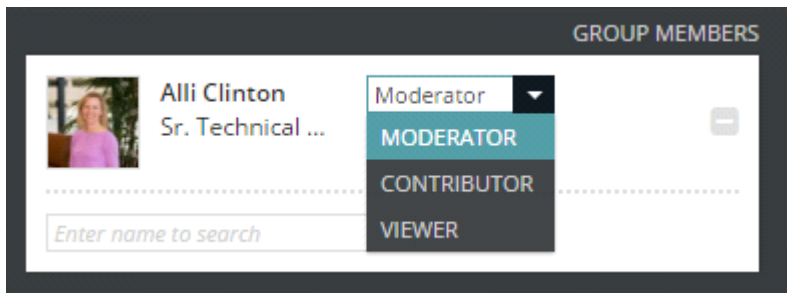 GROUP MEMBERS
Alli Clinton
Sr. Technical ...
Moderator
MODERATOR
CONTRIBUTOR
VIEWER
Enter name to search